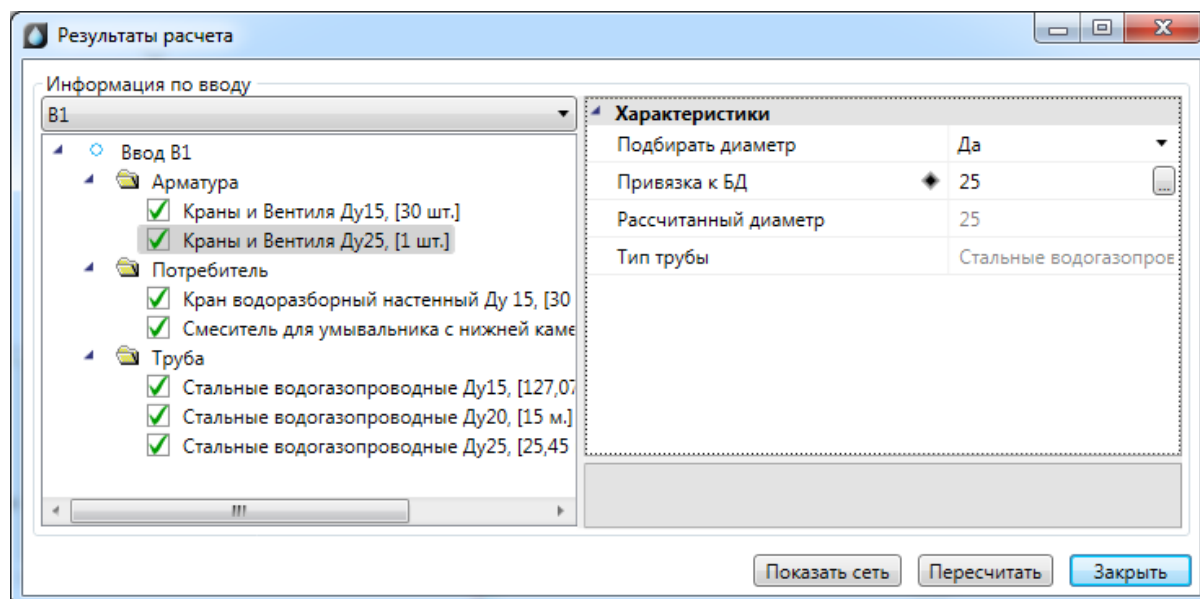 Результаты расчета
Информация по вводу
В1
Ввод В1
Арматура
Краны и Вентиля Ду15, [30 шт.]
Краны и Вентиля Ду25, [1 шт.]
Потребитель
Кран водоразборный настенный Ду 15, [30
Смеситель для умывальника с нижней каме
Труба
Стальные водогазопроводные Ду15, [127,07
Стальные водогазопроводные Ду20, [15 м.]
Стальные водогазопроводные Ду25, [25,45
Характеристики
Подбирать диаметр Да
Привязка к БД 25 ...
Рассчитанный диаметр 25
Тип трубы Стальные водогазопров
Показать сеть Пересчитать Закрыть